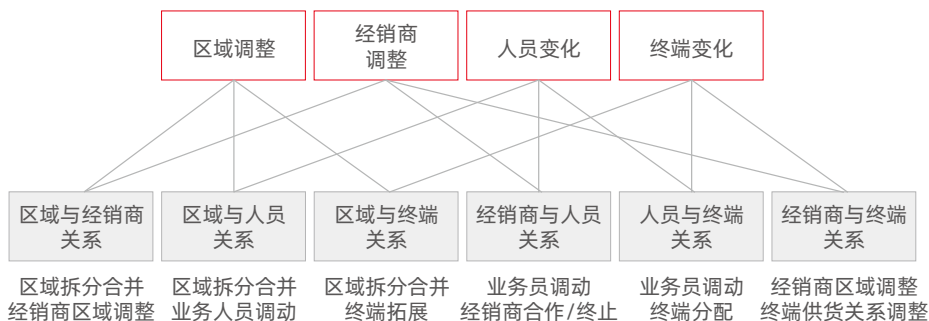 区域调整
经销商
调整
人员变化
终端变化
区域与经销商
关系
区域与人员
关系
区域与终端
关系
经销商与人员
关系
人员与终端
关系
经销商与终端
关系
区域拆分合并
经销商区域调整
区域拆分合并
业务人员调动
区域拆分合并
终端拓展
业务员调动
经销商合作/终止
业务员调动
终端分配
经销商区域调整
终端供货关系调整